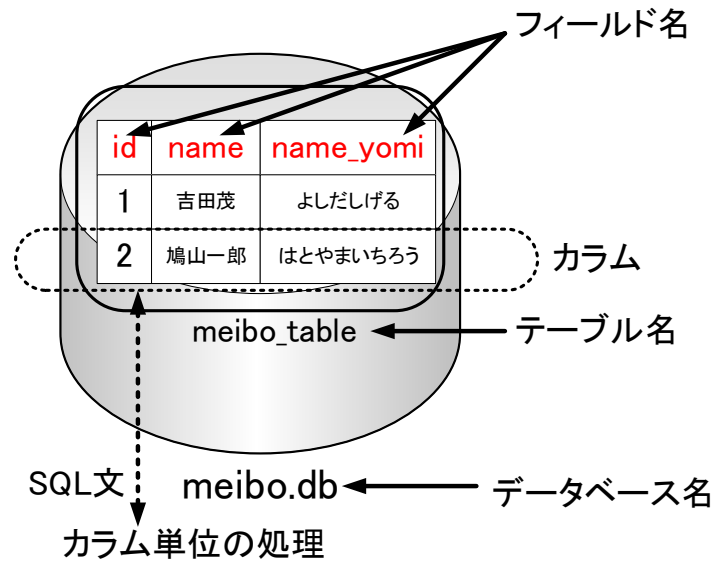 フィールド名
id name name_yomi
1 吉田茂 よしだしげる
2 鳩山一郎 はとやまいちろう
カラム
meibo_table
テーブル名
SQL文
meibo.db
データベース名
カラム単位の処理